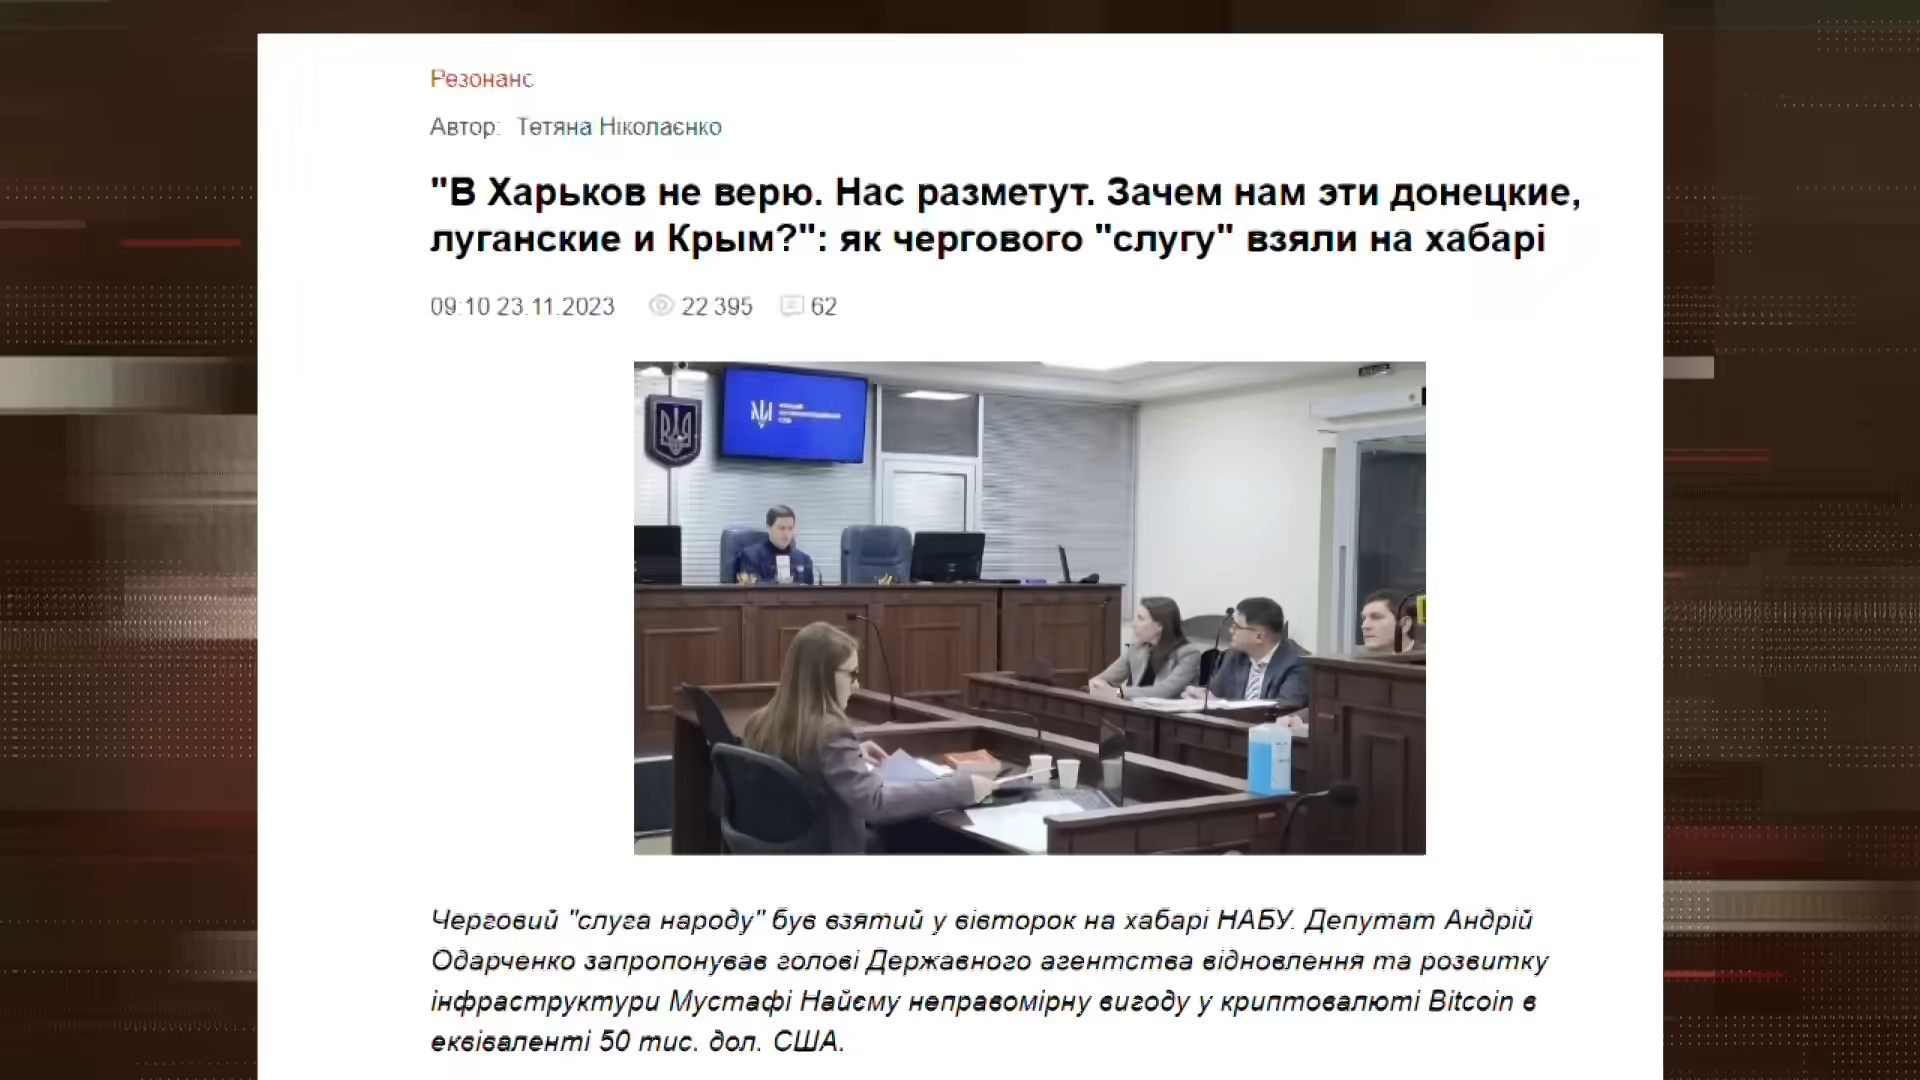 Резонанс
Автор: Тетяна Ніколаєнко
"В Харьков не верю. Нас разметут. Зачем нам эти донецкие,
луганские и Крым?": як чергового "слугу" взяли на хабарі
09:10 23.11.2023 22 395 62
Черговий "слуга народу" був взятий у вівторок на хабарі НАБУ. Депутат Андрій
Одарченко запропонував голові Державного агентства відновлення та розвитку
інфраструктури Мустафі Найєму неправомірну вигоду у криптовалюті Bitcoin в
еквіваленті 50 тис. дол. США.